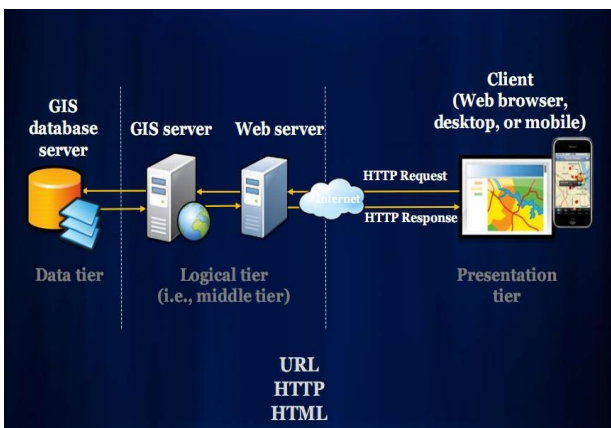 GIS
database
server
GIS server
Web server
Client
(Web browser,
desktop, or mobile)
HTTP Request
Internet
HTTP Response
Data tier
Logical tier
(i.e., middle tier)
Presentation
tier
URL
HTTP
HTML